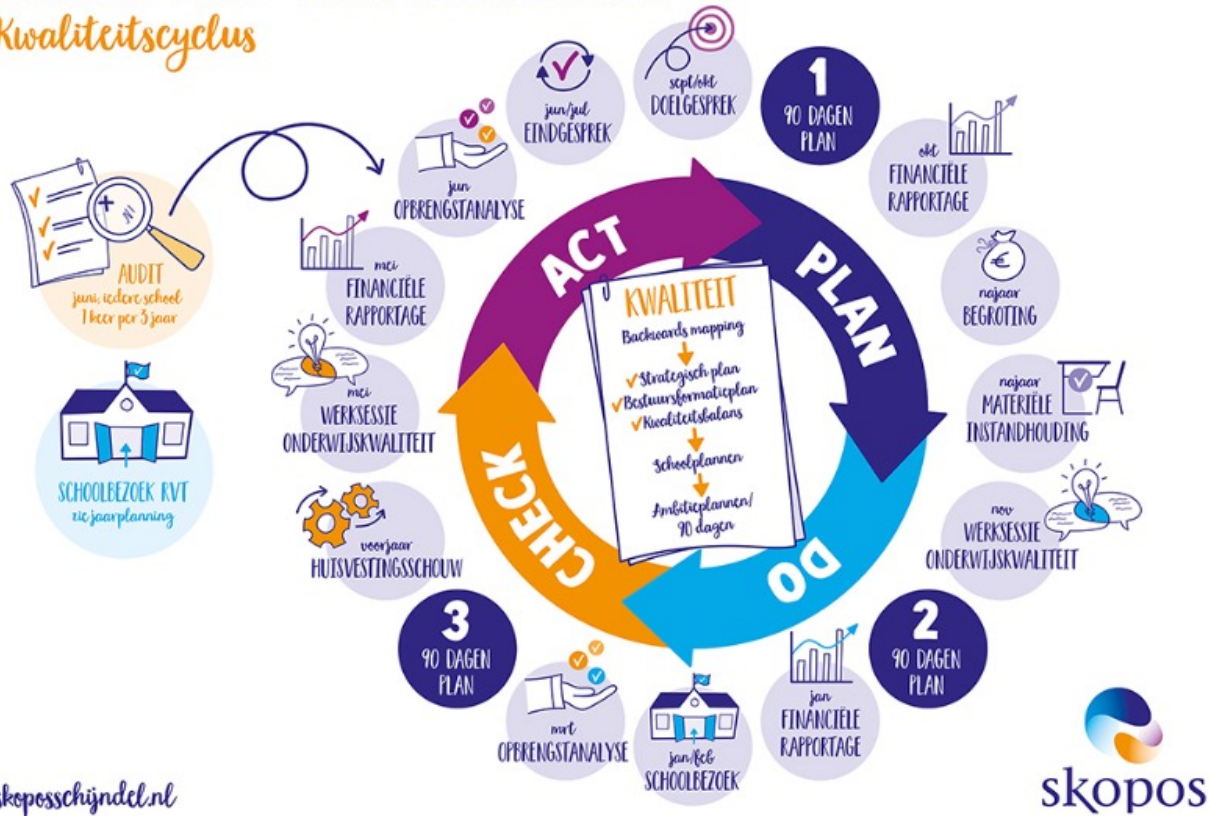 Kwaliteitscyclus
sept/okt
DOELGESPREK
1
90 DAGEN
PLAN
okt
FINANCIËLE
RAPPORTAGE
najaar
BEGROTING
najaar
MATERIËLE
INSTANDHOUDING
nov
WERKSESSIE
ONDERWIJSKWALITEIT
2
90 DAGEN
PLAN
jan
FINANCIËLE
RAPPORTAGE
jan/feb
SCHOOLBEZOEK
mrt
OPBRENGSTANALYSE
3
90 DAGEN
PLAN
voorjaar
HUISVESTINGSSCHOUW
mei
WERKSESSIE
ONDERWIJSKWALITEIT
mei
FINANCIËLE
RAPPORTAGE
jun
OPBRENGSTANALYSE
jun/jul
EINDGESPREK
AUDIT
juni, iedere school
1 keer per 3 jaar
SCHOOLBEZOEK RVT
zie jaarplanning
ACT
PLAN
DO
CHECK
KWALITEIT
Backwards mapping
Strategisch plan
Bestuursformatieplan
Kwaliteitsbalans
Schoolplannen
Ambitieplannen/
90 dagen
skoposschijndel.nl
skopos